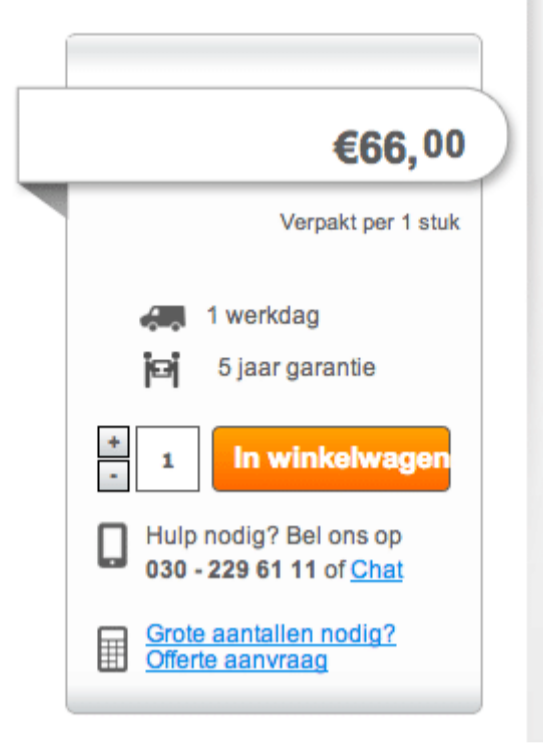 €66,00
Verpakt per 1 stuk
1 werkdag
5 jaar garantie
+
1
In winkelwagen
-
Hulp nodig? Bel ons op
030 - 229 61 11 of Chat
Grote aantallen nodig?
Offerte aanvraag